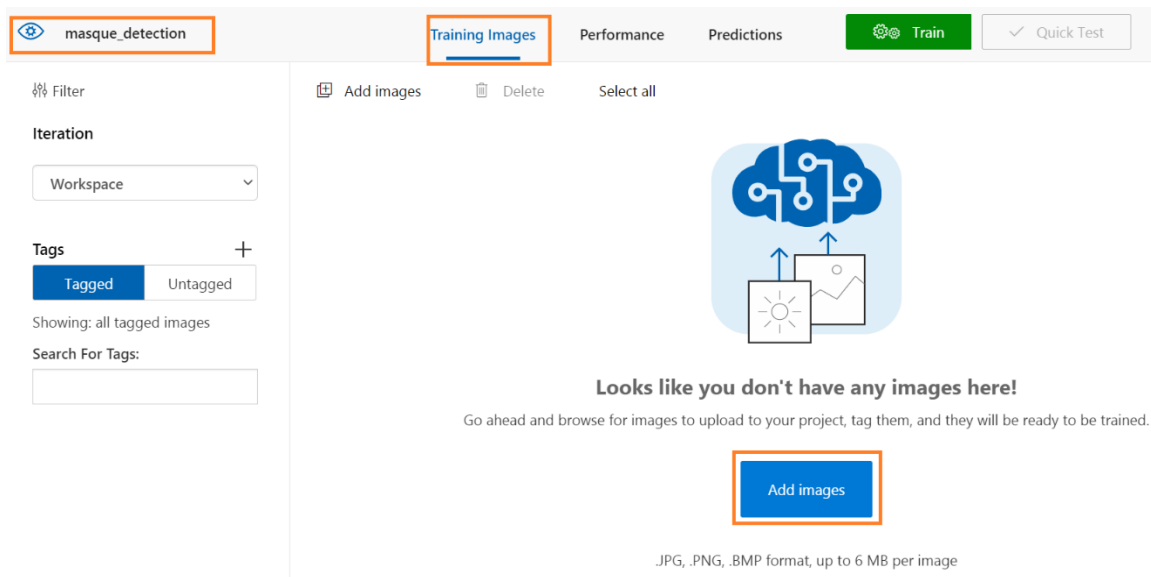 masque_detection
Training Images
Performance
Predictions
Train
Quick Test
Filter
Add images
Delete
Select all
Iteration
Workspace
Tags
Tagged
Untagged
Showing: all tagged images
Search For Tags:
Looks like you don't have any images here!
Go ahead and browse for images to upload to your project, tag them, and they will be ready to be trained.
Add images
.JPG, .PNG, .BMP format, up to 6 MB per image